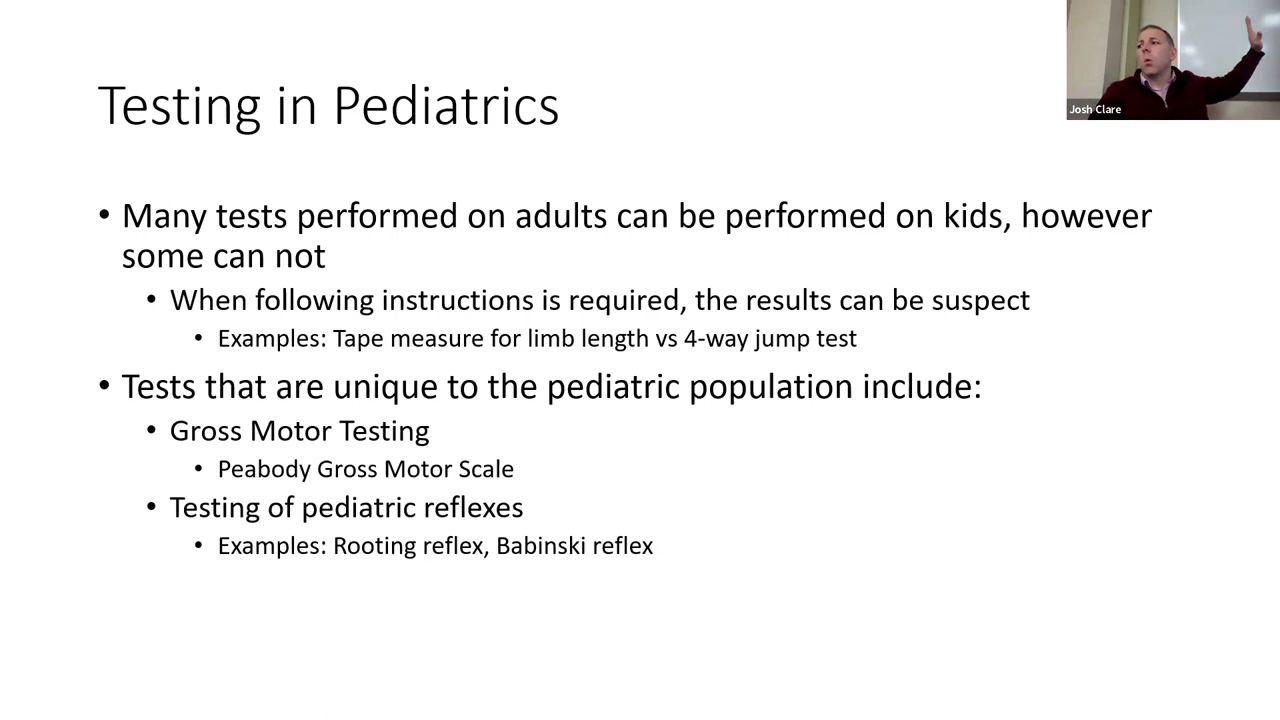 Josh Clare
Testing in Pediatrics
• Many tests performed on adults can be performed on kids, however
some can not
• When following instructions is required, the results can be suspect
• Examples: Tape measure for limb length vs 4-way jump test
• Tests that are unique to the pediatric population include:
• Gross Motor Testing
• Peabody Gross Motor Scale
• Testing of pediatric reflexes
• Examples: Rooting reflex, Babinski reflex